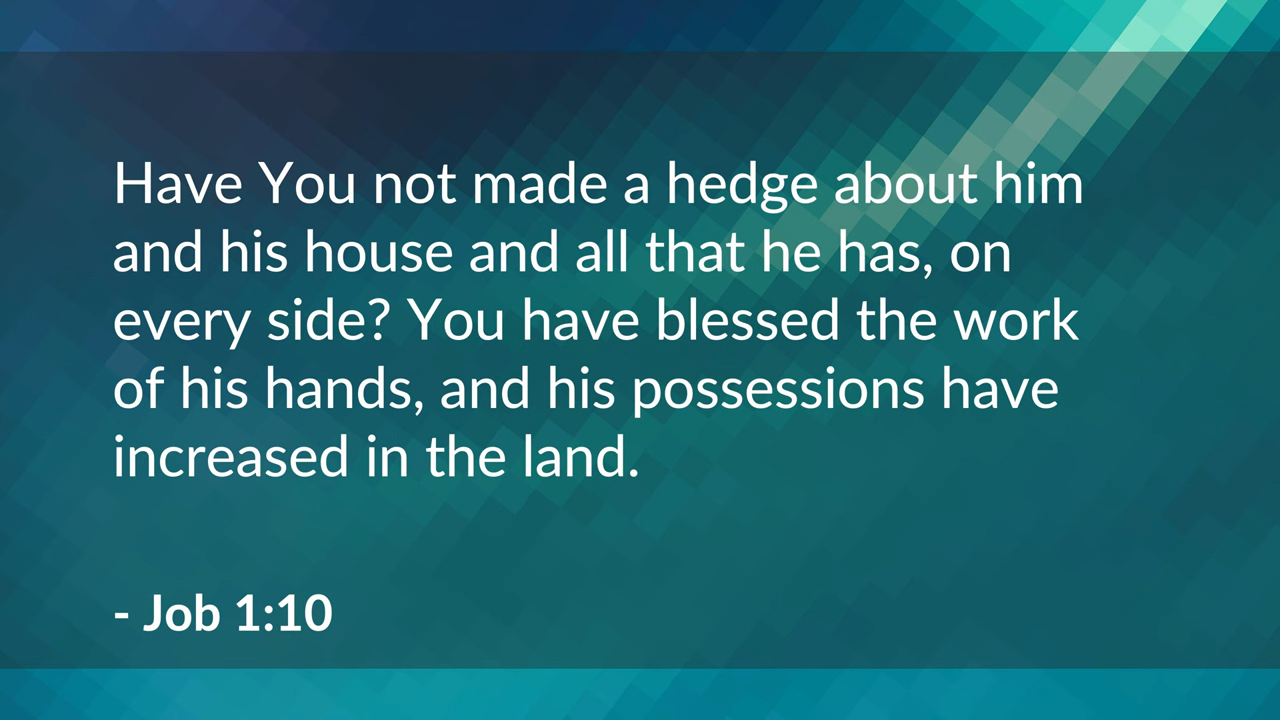 Have You not made a hedge about him
and his house and all that he has, on
every side? You have blessed the work
of his hands, and his possessions have
increased in the land.
- Job 1:10